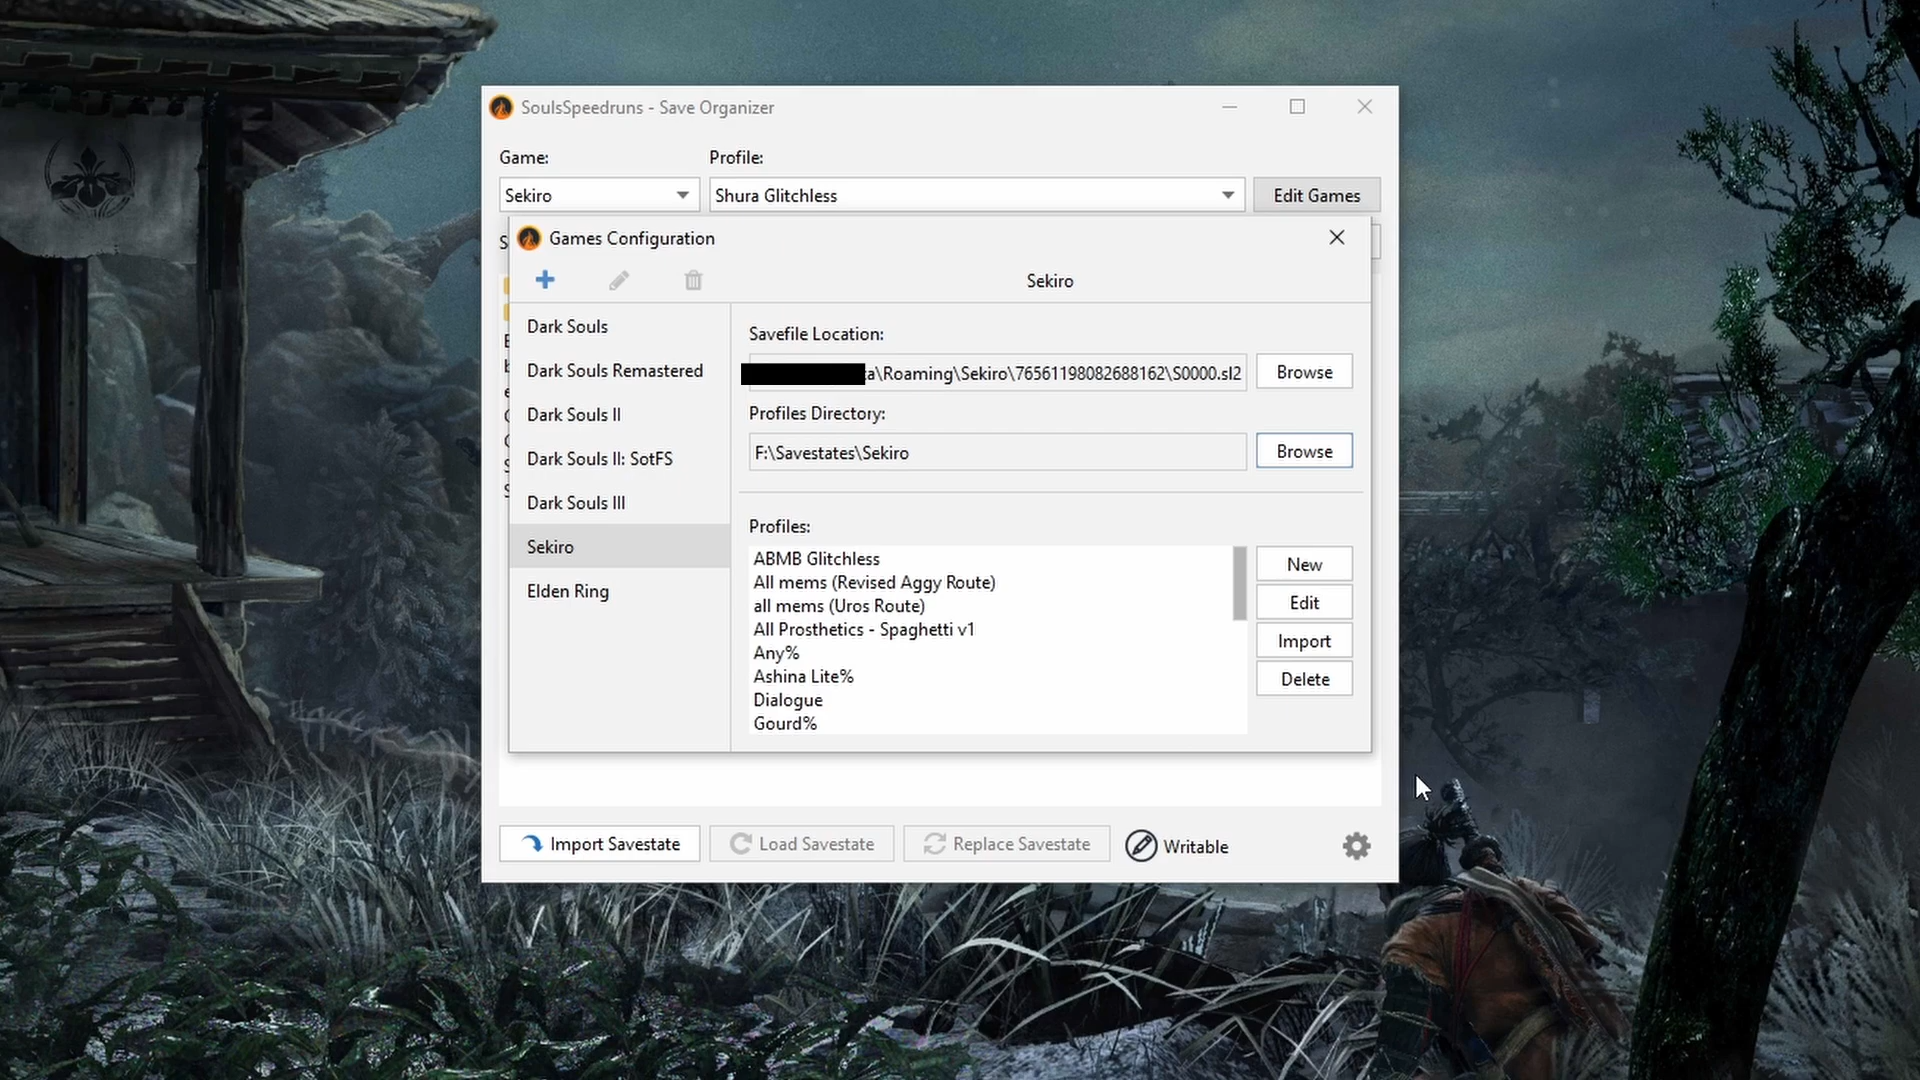 SoulsSpeedruns - Save Organizer
Game:
Profile:
Sekiro
Shura Glitchless
Edit Games
Games Configuration
Sekiro
Dark Souls
Dark Souls Remastered
Dark Souls II
Dark Souls II: SotFS
Dark Souls III
Sekiro
Elden Ring
Savefile Location:
a\Roaming\Sekiro\76561198082688162\S0000.sl2
Browse
Profiles Directory:
F:\Savestates\Sekiro
Browse
Profiles:
ABMB Glitchless
All mems (Revised Aggy Route)
all mems (Uros Route)
All Prosthetics - Spaghetti v1
Any%
Ashina Lite%
Dialogue
Gourd%
New
Edit
Import
Delete
Import Savestate
Load Savestate
Replace Savestate
Writable